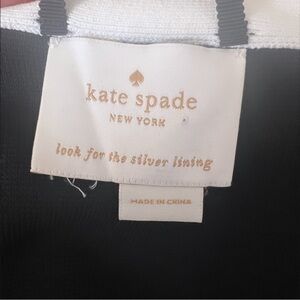 kate spade
NEW YORK
look for the silver lining
MADE IN CHINA